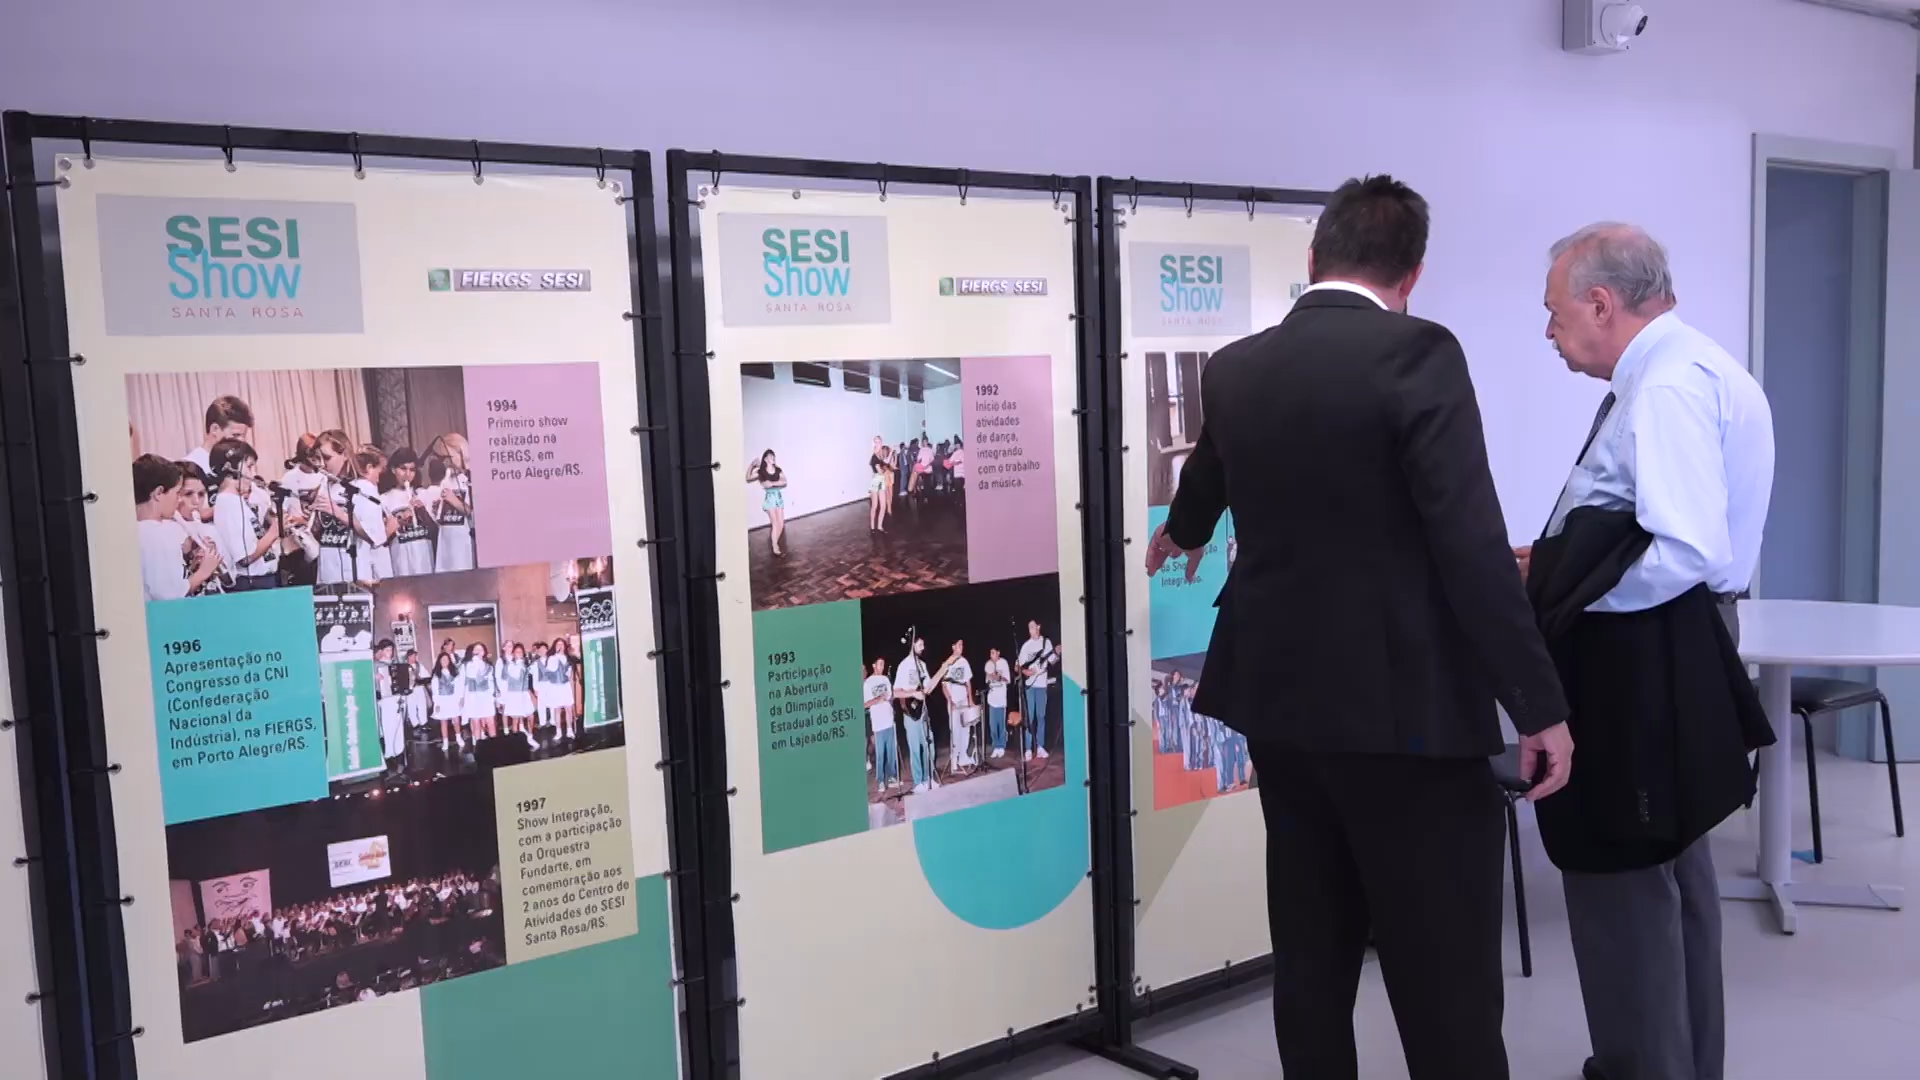 SESI
Show
SANTA ROSA
FIERGS SESI
1994
Primeiro show
realizado na
FIERGS, em
Porto Alegre/RS.
1996
Apresentação no
Congresso da CNI
(Confederação
Nacional da
Indústria), na FIERGS,
em Porto Alegre/RS.
1997
Show Integração,
com a participação
da Orquestra
Fundarte, em
comemoração aos
2 anos do Centro de
Atividades do SESI
Santa Rosa/RS.
SESI
SESI
Show
SANTA ROSA
FIERGS SESI
1992
Início das
atividades
de dança,
integrando
com o trabalho
da música.
1993
Participação
na Abertura
da Olimpíada
Estadual do SESI,
em Lajeado/RS.
SESI
Show
SANTA ROSA